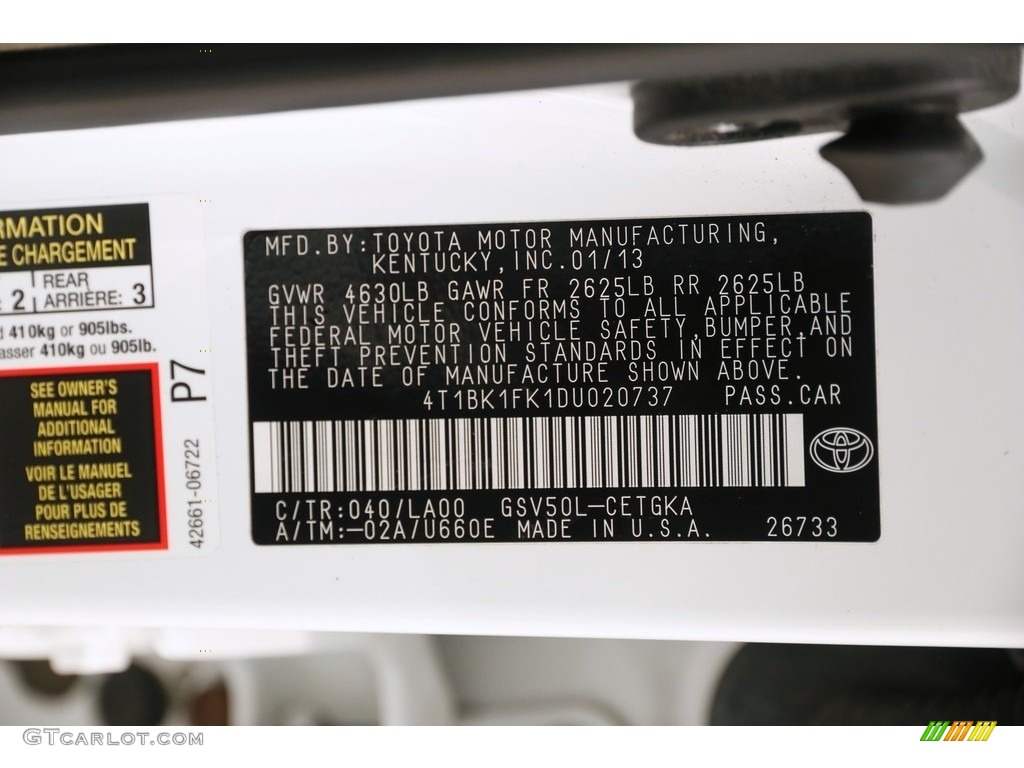 RMATION
E CHARGEMENT
2 REAR ARRIÈRE: 3
410kg or 905lbs.
asser 410kg ou 905lb.
SEE OWNER'S
MANUAL FOR
ADDITIONAL
INFORMATION
VOIR LE MANUEL
DE L'USAGER
POUR PLUS DE
RENSEIGNEMENTS
P7
42661-06722
MFD.BY:TOYOTA MOTOR MANUFACTURING,
KENTUCKY,INC.01/13
GVWR 4630LB GAWR FR 2625LB RR 2625LB
THIS VEHICLE CONFORMS TO ALL APPLICABLE
FEDERAL MOTOR VEHICLE SAFETY,BUMPER,AND
THEFT PREVENTION STANDARDS IN EFFECT ON
THE DATE OF MANUFACTURE SHOWN ABOVE.
4T1BK1FK1DU020737 PASS.CAR
C/TR:040/LA00 GSV50L-CETGKA
A/TM:-02A/U660E MADE IN U.S.A. 26733
GTCarLot.com